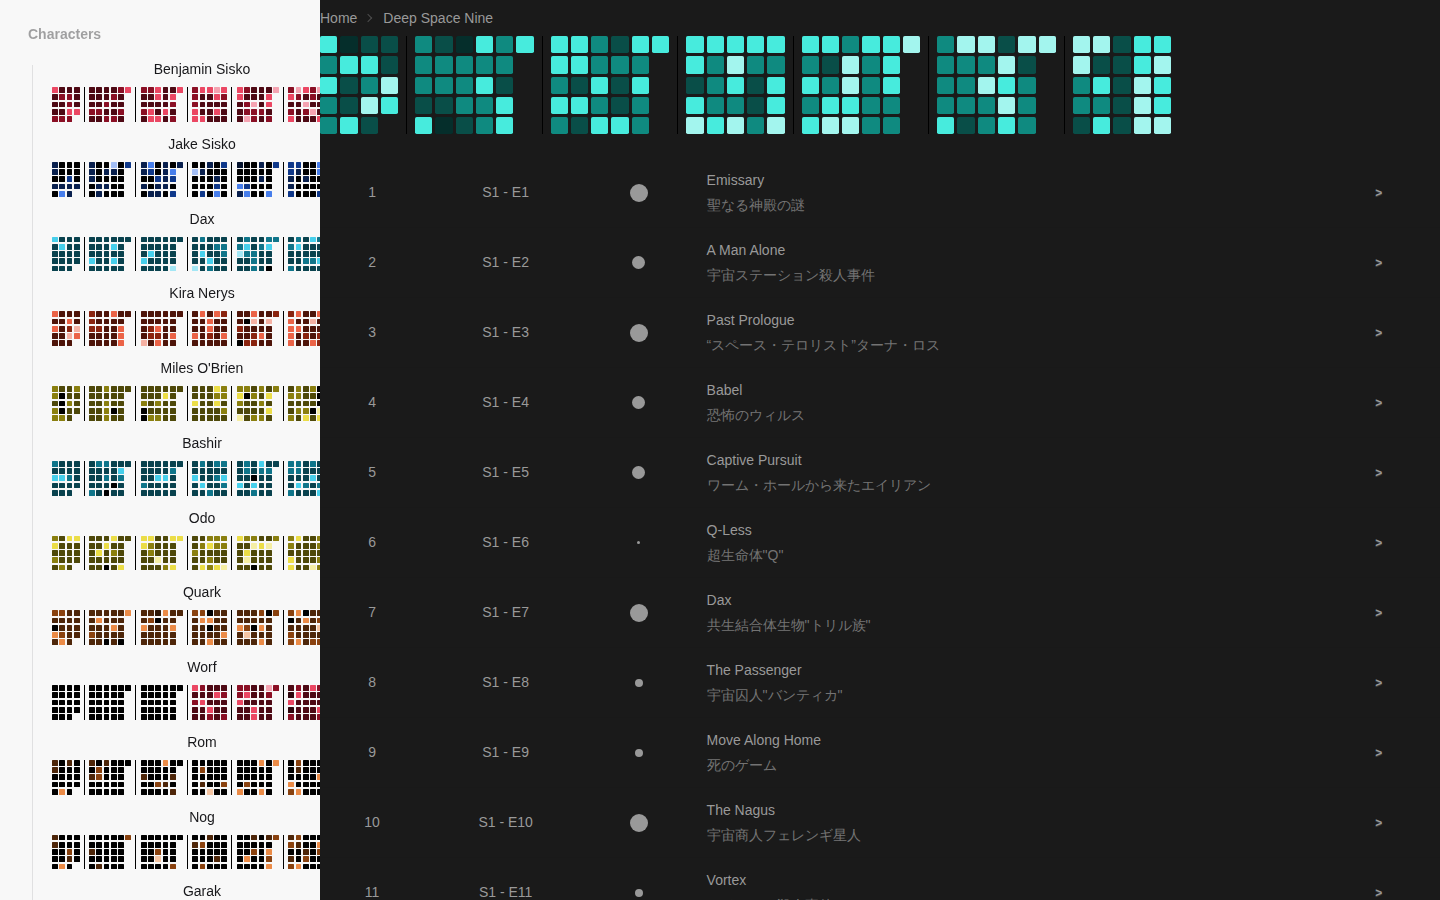 Characters
Benjamin Sisko
Jake Sisko
Dax
Kira Nerys
Miles O'Brien
Bashir
Odo
Quark
Worf
Rom
Nog
Garak
Home > Deep Space Nine
1 S1 - E1 Emissary >
聖なる神殿の謎
2 S1 - E2 A Man Alone >
宇宙ステーション殺人事件
3 S1 - E3 Past Prologue >
“スペース・テロリスト”ターナ・ロス
4 S1 - E4 Babel >
恐怖のウィルス
5 S1 - E5 Captive Pursuit >
ワーム・ホールから来たエイリアン
6 S1 - E6 Q-Less >
超生命体"Q"
7 S1 - E7 Dax >
共生結合体生物"トリル族"
8 S1 - E8 The Passenger >
宇宙囚人"バンティカ"
9 S1 - E9 Move Along Home >
死のゲーム
10 S1 - E10 The Nagus >
宇宙商人フェレンギ星人
11 S1 - E11 Vortex >